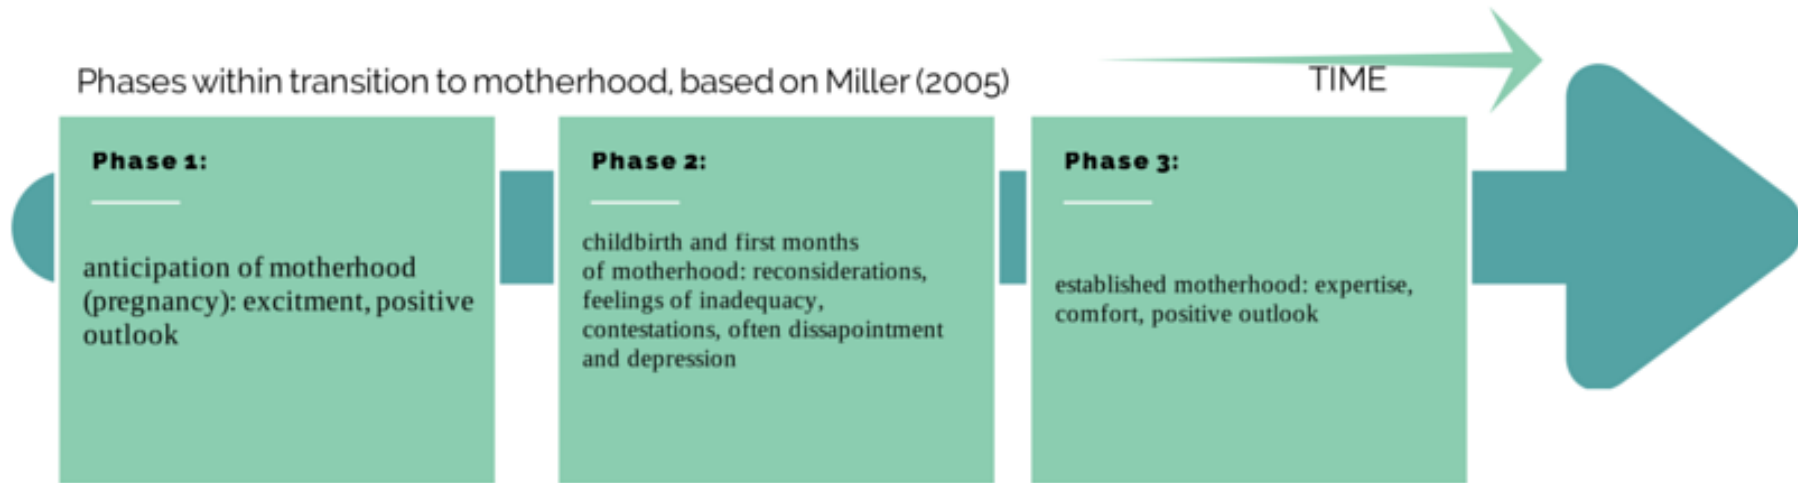 Phases within transition to motherhood, based on Miller (2005)
TIME
Phase 1:
anticipation of motherhood
(pregnancy): excitment, positive
outlook
Phase 2:
childbirth and first months
of motherhood: reconsiderations,
feelings of inadequacy,
contestations, often dissapointment
and depression
Phase 3:
established motherhood: expertise,
comfort, positive outlook